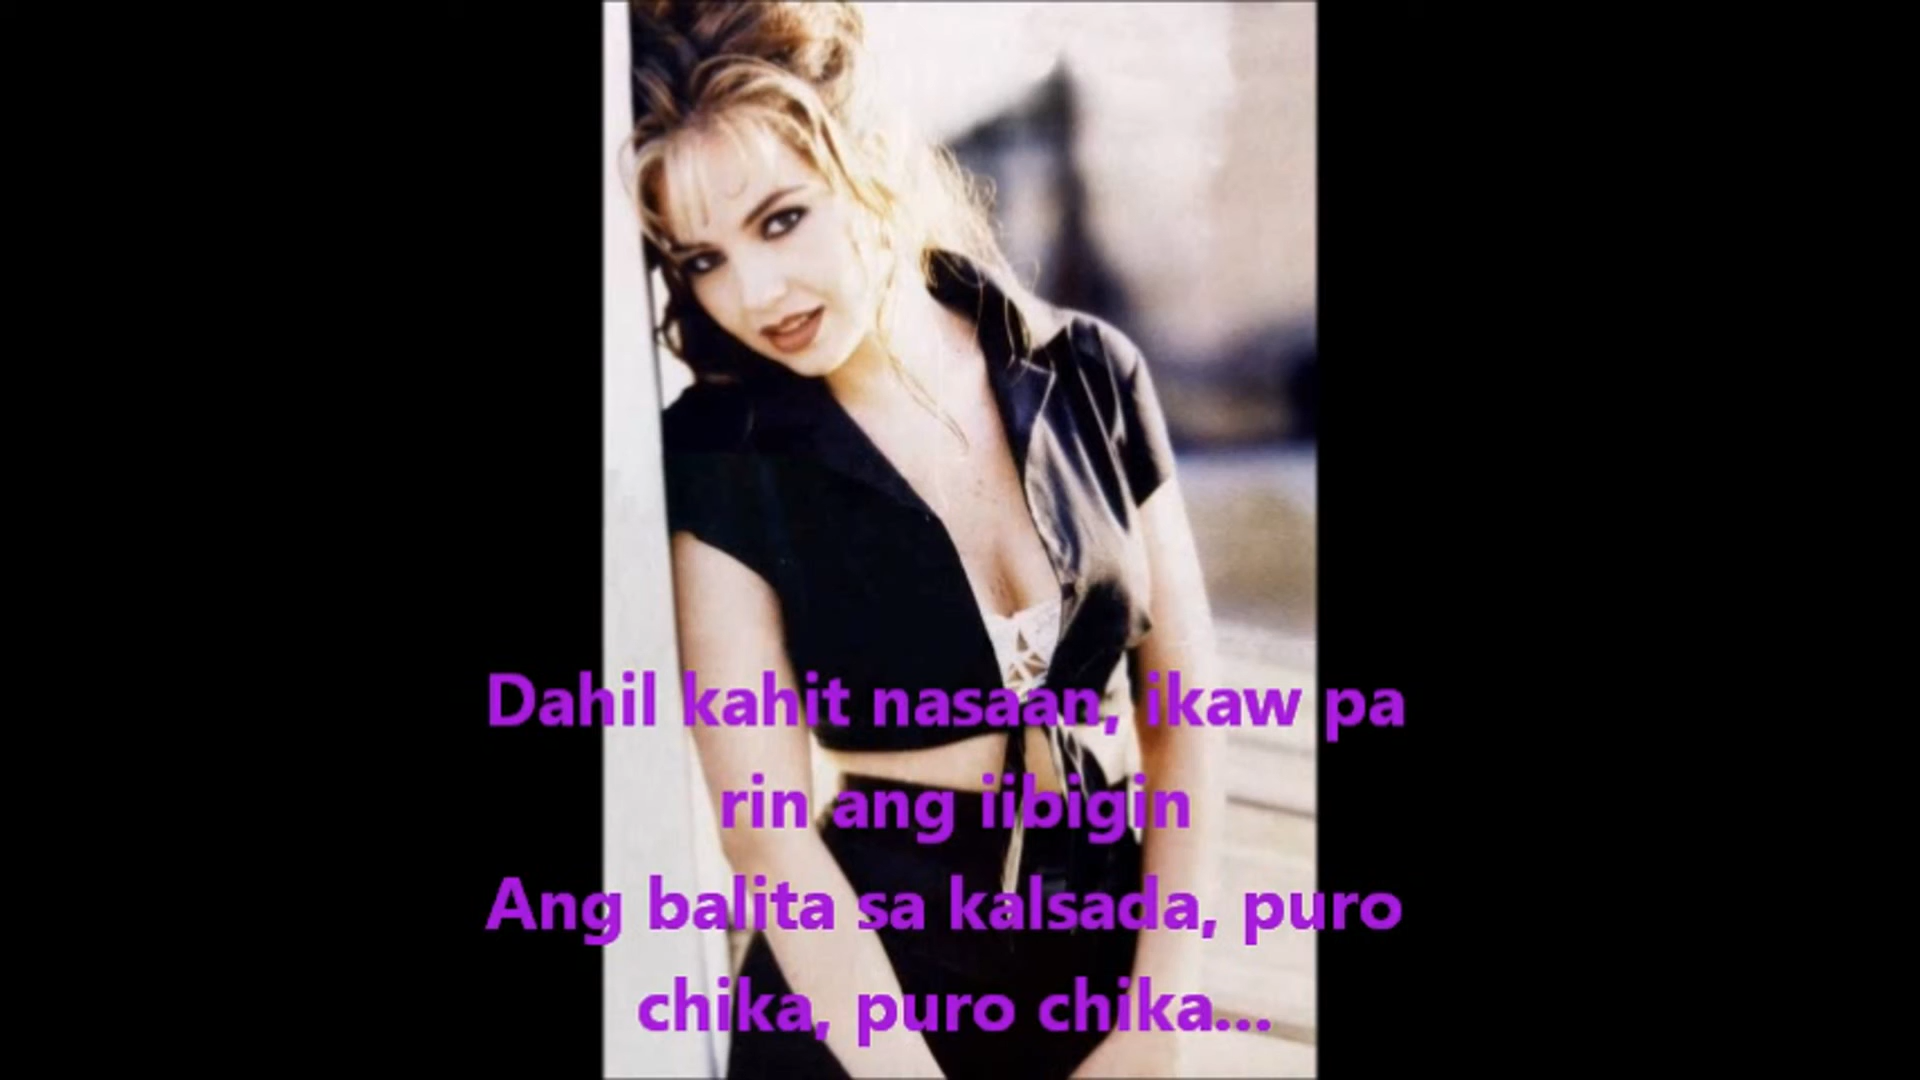 Dahil kahit nasaan, ikaw pa
rin ang iibigin
Ang balita sa kalsada, puro
chika, puro chika...